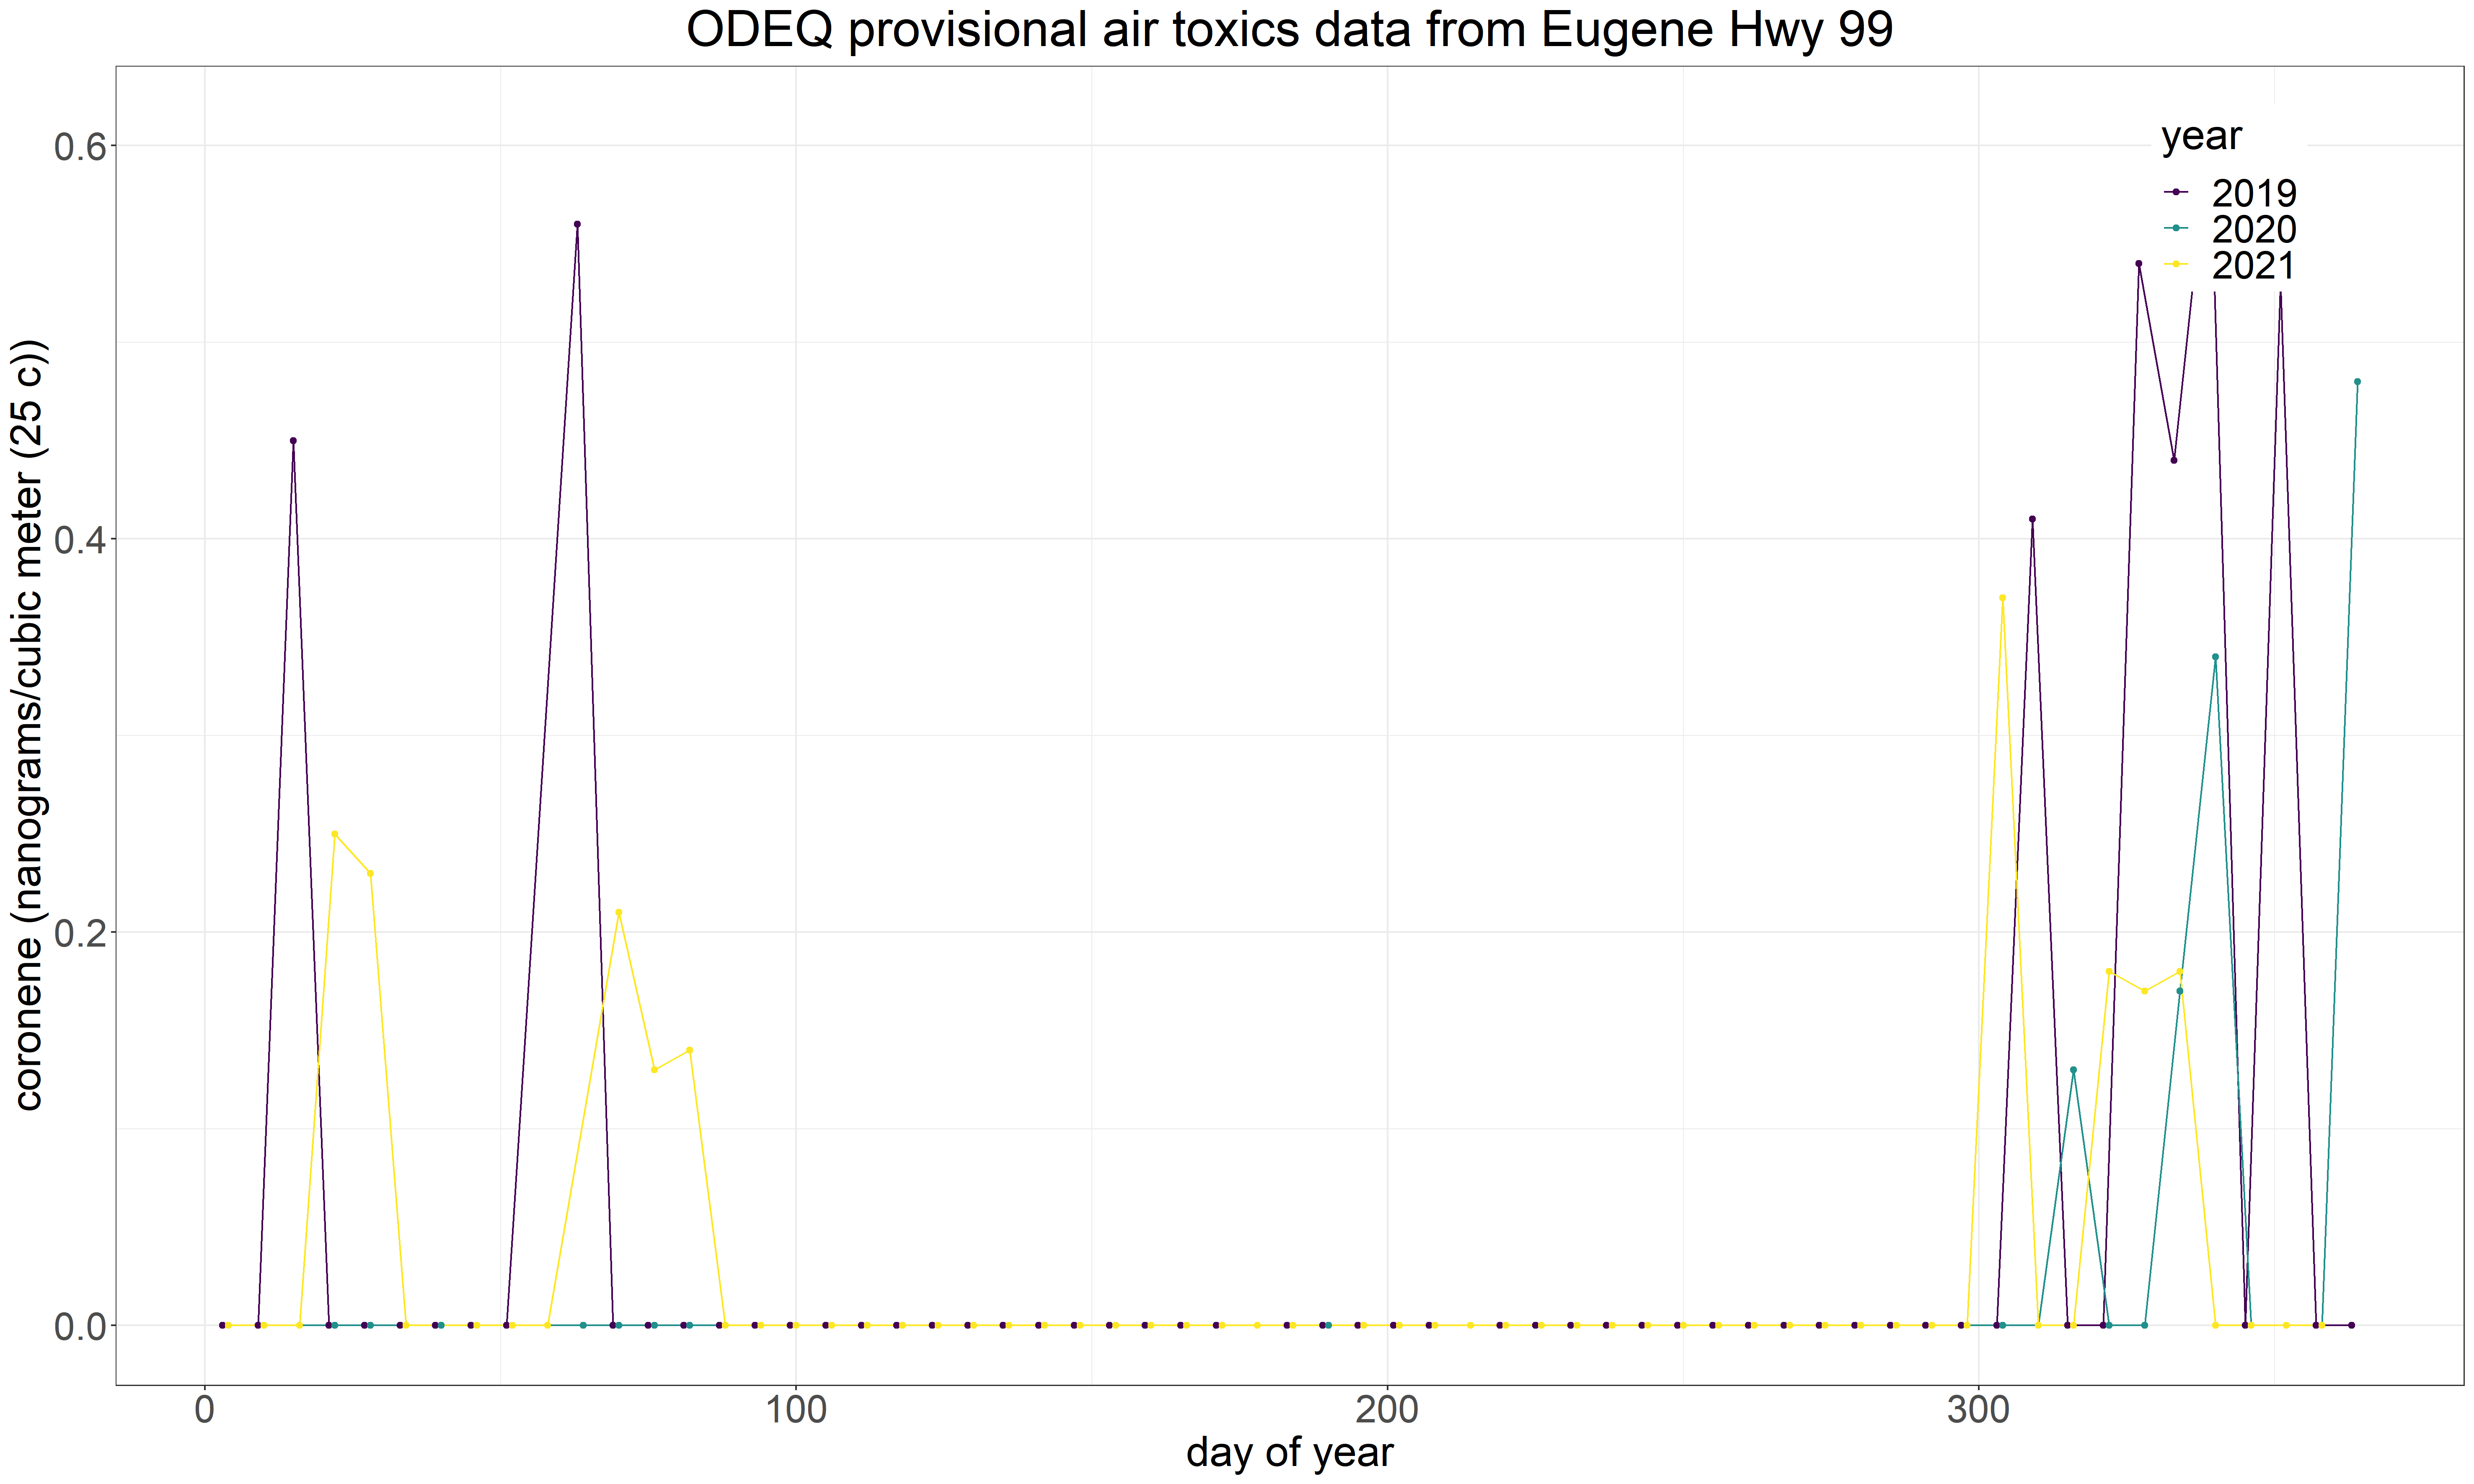 ODEQ provisional air toxics data from Eugene Hwy 99
coronene (nanograms/cubic meter (25 c))
0.6
0.4
0.2
0.0
year
2019
2020
2021
0 100 200 300
day of year